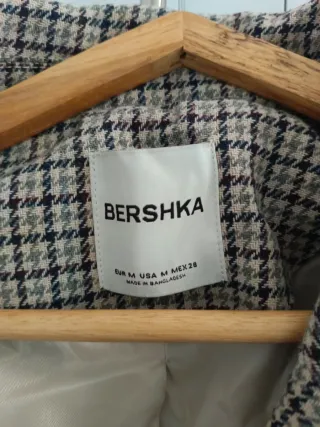 BERSHKA
EUR M USA M MEX 28
MADE IN BANGLADESH